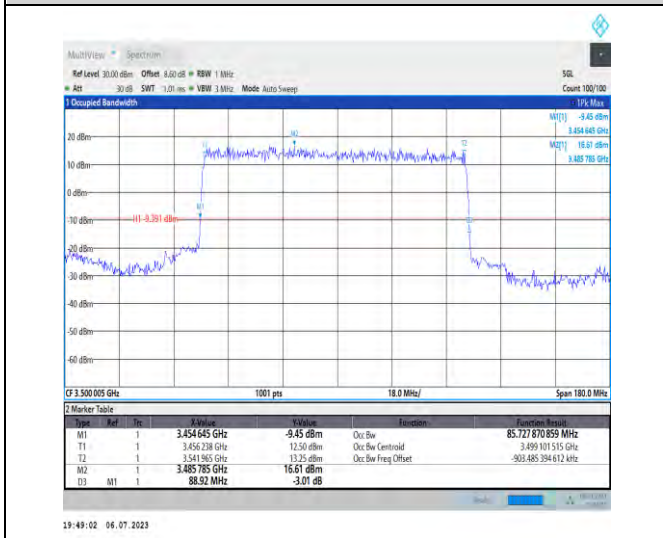 MultiView Spectrum
Ref Level 30.00 dBm Offset 8.60 dB RBW 1 MHz SGL
Att 30 dB SWT 1.01 ms VBW 3 MHz Mode Auto Sweep Count 100/100
1 Occupied Bandwidth 1Pk Max
M1[1] -9.45 dBm
3.454 645 GHz
M2[1] 16.61 dBm
3.485 785 GHz
20 dBm
M2
T2
10 dBm
0 dBm
M1
-10 dBm
H1 -9.391 dBm
-20 dBm
-30 dBm
-40 dBm
-50 dBm
-60 dBm
CF 3.500 005 GHz 1001 pts 18.0 MHz/ Span 180.0 MHz
2 Marker Table
Type Ref Trc X-Value Y-Value Function Function Result
M1 1 3.454 645 GHz -9.45 dBm Occ Bw 85.727 870 859 MHz
T1 1 3.456 238 GHz 12.50 dBm Occ Bw Centroid 3.499 101 515 GHz
T2 1 3.541 965 GHz 13.25 dBm Occ Bw Freq Offset -903.485 394 612 kHz
M2 1 3.485 785 GHz 16.61 dBm
D3 M1 1 88.92 MHz -3.01 dB
19:49:02 06.07.2023